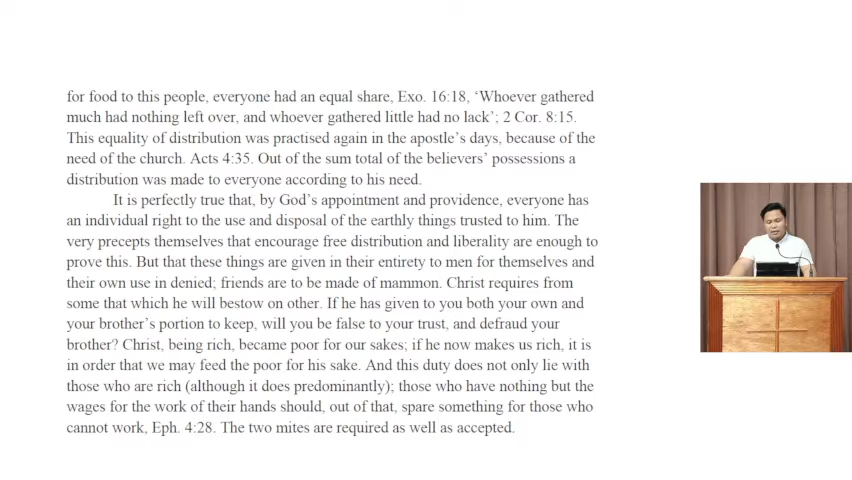 for food to this people, everyone had an equal share, Exo. 16:18, ‘Whoever gathered
much had nothing left over, and whoever gathered little had no lack’; 2 Cor. 8:15.
This equality of distribution was practised again in the apostle’s days, because of the
need of the church. Acts 4:35. Out of the sum total of the believers’ possessions a
distribution was made to everyone according to his need.
It is perfectly true that, by God’s appointment and providence, everyone has
an individual right to the use and disposal of the earthly things trusted to him. The
very precepts themselves that encourage free distribution and liberality are enough to
prove this. But that these things are given in their entirety to men for themselves and
their own use in denied; friends are to be made of mammon. Christ requires from
some that which he will bestow on other. If he has given to you both your own and
your brother’s portion to keep, will you be false to your trust, and defraud your
brother? Christ, being rich, became poor for our sakes; if he now makes us rich, it is
in order that we may feed the poor for his sake. And this duty does not only lie with
those who are rich (although it does predominantly); those who have nothing but the
wages for the work of their hands should, out of that, spare something for those who
cannot work, Eph. 4:28. The two mites are required as well as accepted.